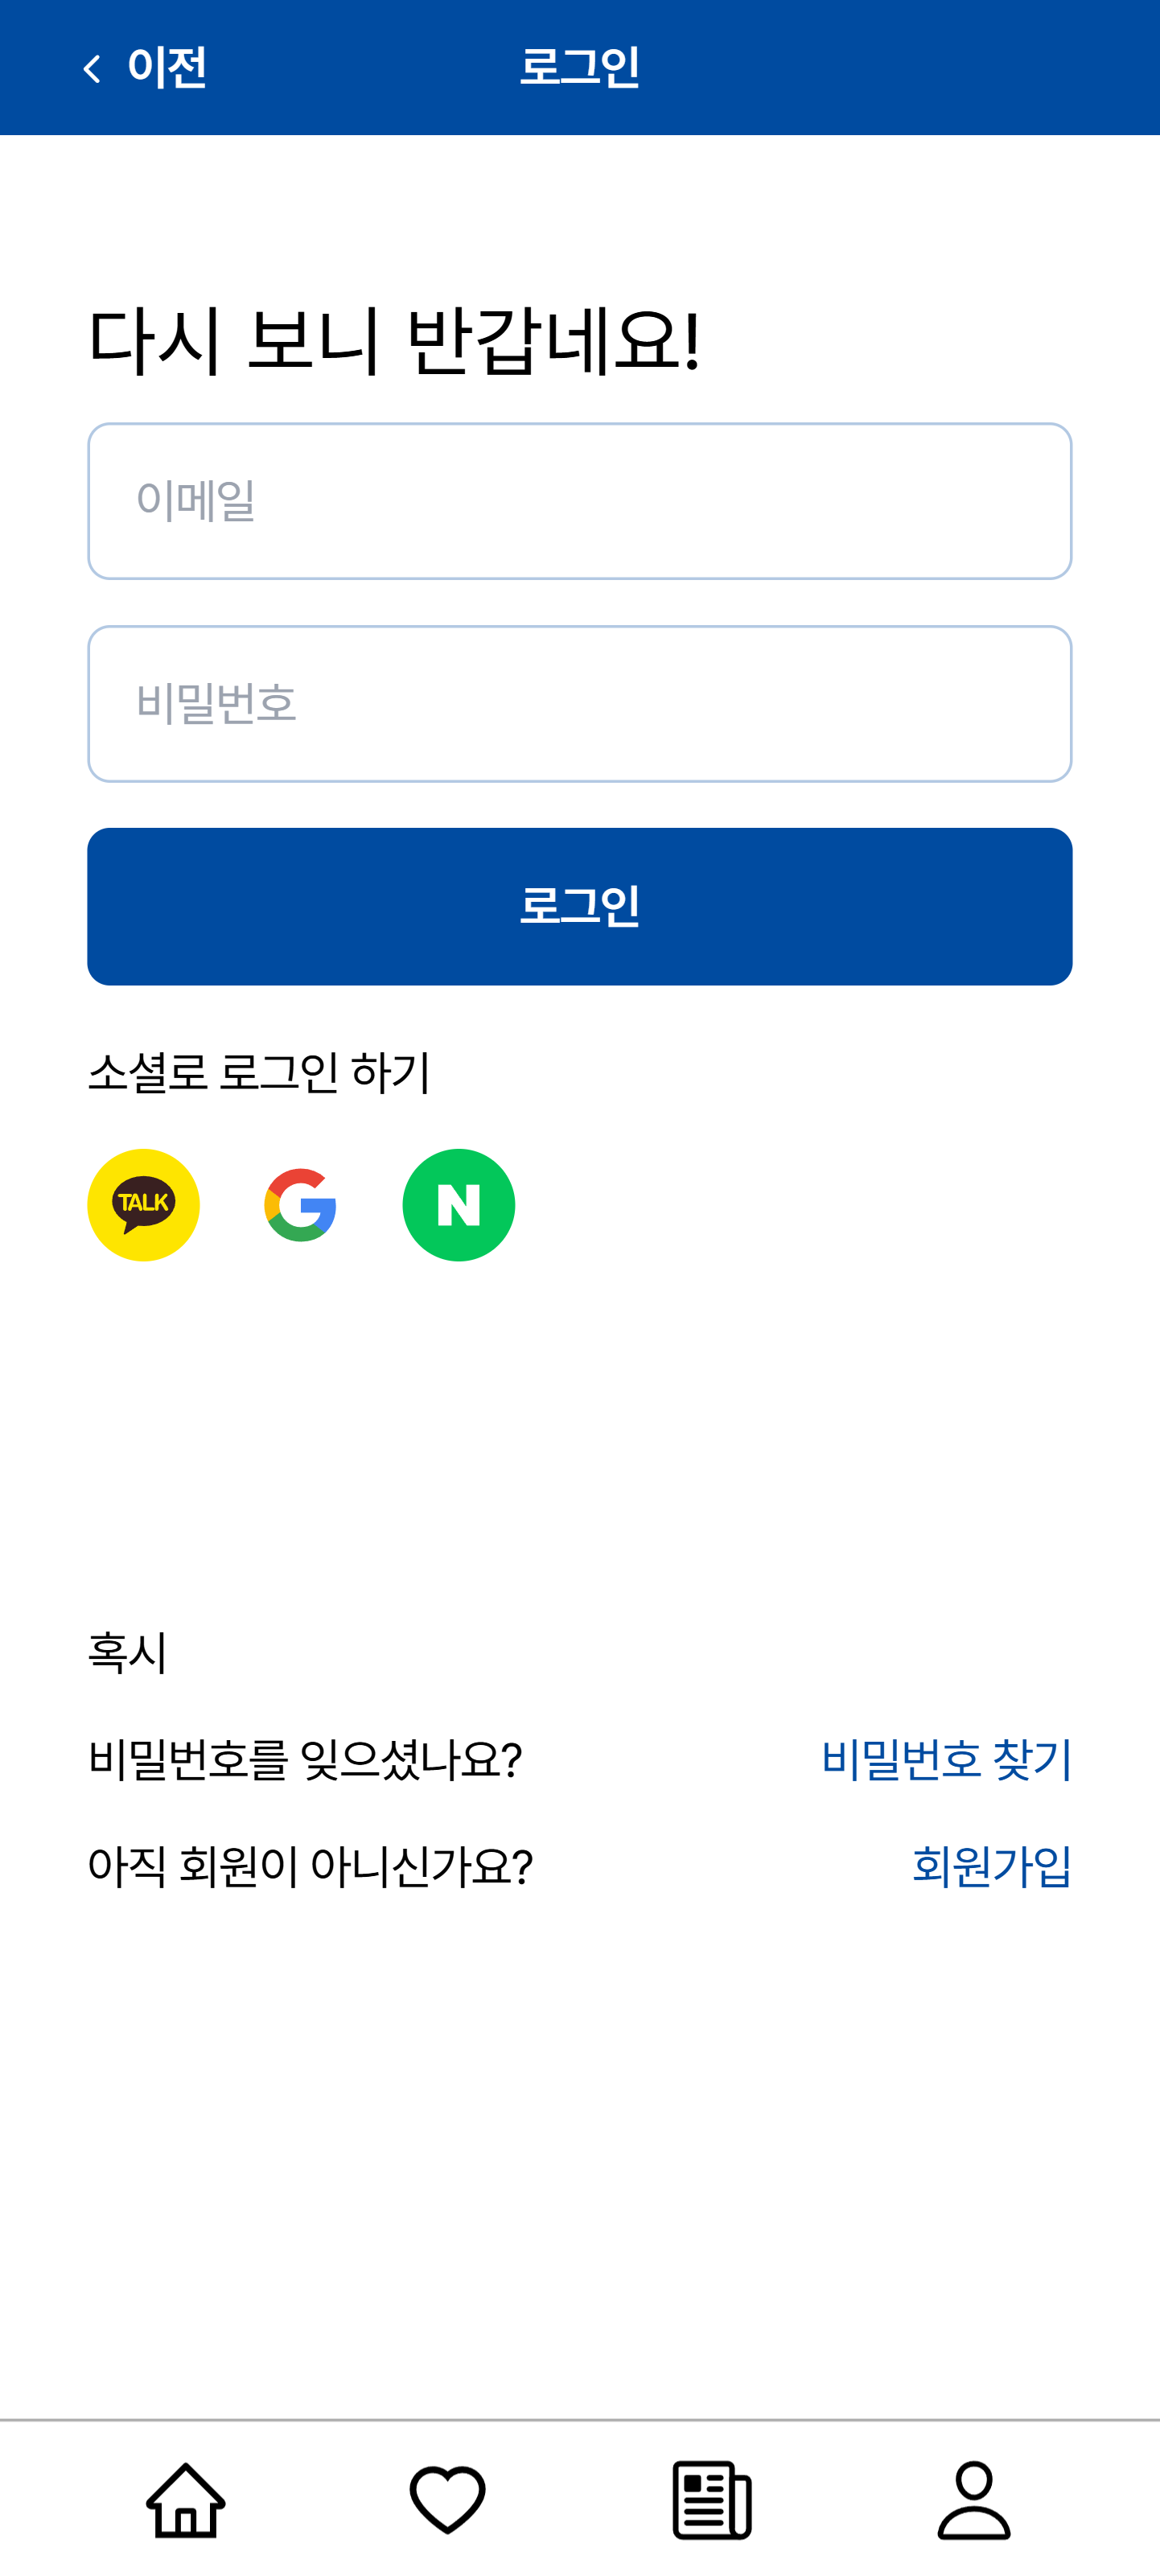 이전
로그인
다시 보니 반갑네요!
이메일
비밀번호
로그인
소셜로 로그인 하기
TALK
G
N
혹시
비밀번호를 잊으셨나요? 비밀번호 찾기
아직 회원이 아니신가요? 회원가입